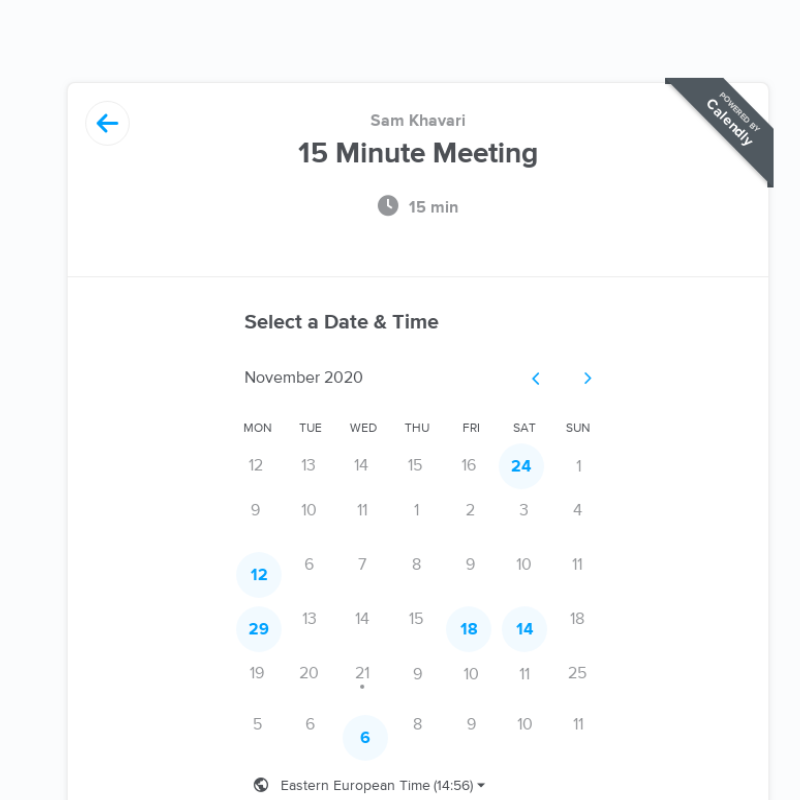 POWERED BY
Calendly
Sam Khavari
15 Minute Meeting
15 min
Select a Date & Time
November 2020
MON TUE WED THU FRI SAT SUN
12 13 14 15 16 24 1
9 10 11 1 2 3 4
12 6 7 8 9 10 11
29 13 14 15 18 14 18
19 20 21 9 10 11 25
5 6 6 8 9 10 11
Eastern European Time (14:56)